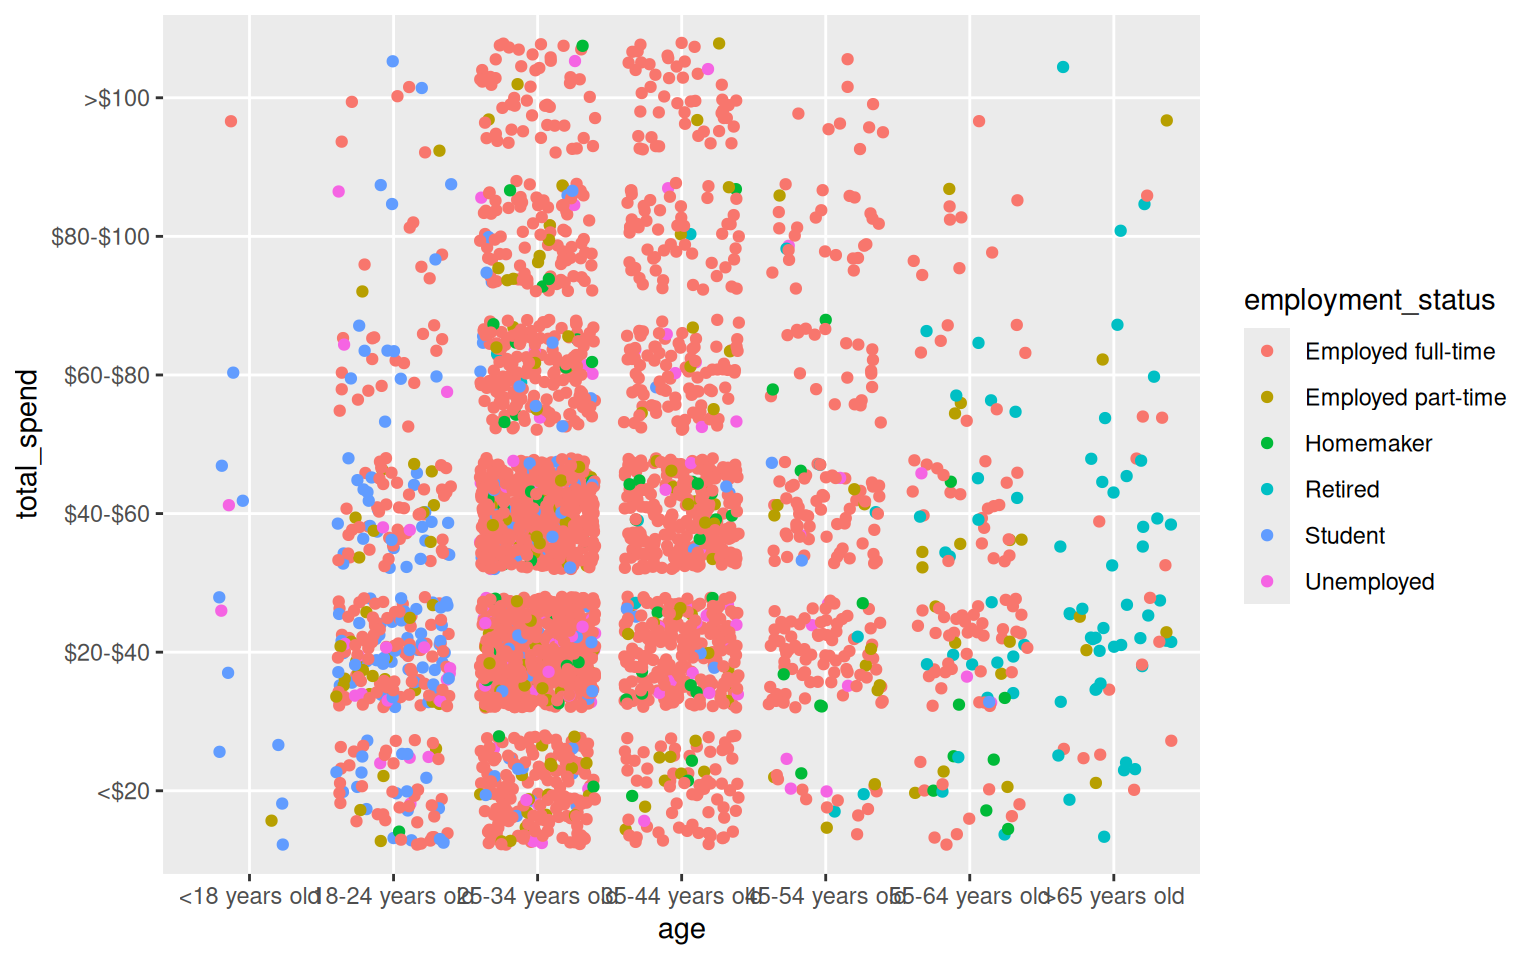 total_spend
>$100
$80-$100
$60-$80
$40-$60
$20-$40
<$20
<18 years old
18-24 years old
25-34 years old
35-44 years old
45-54 years old
55-64 years old
>65 years old
age
employment_status
Employed full-time
Employed part-time
Homemaker
Retired
Student
Unemployed